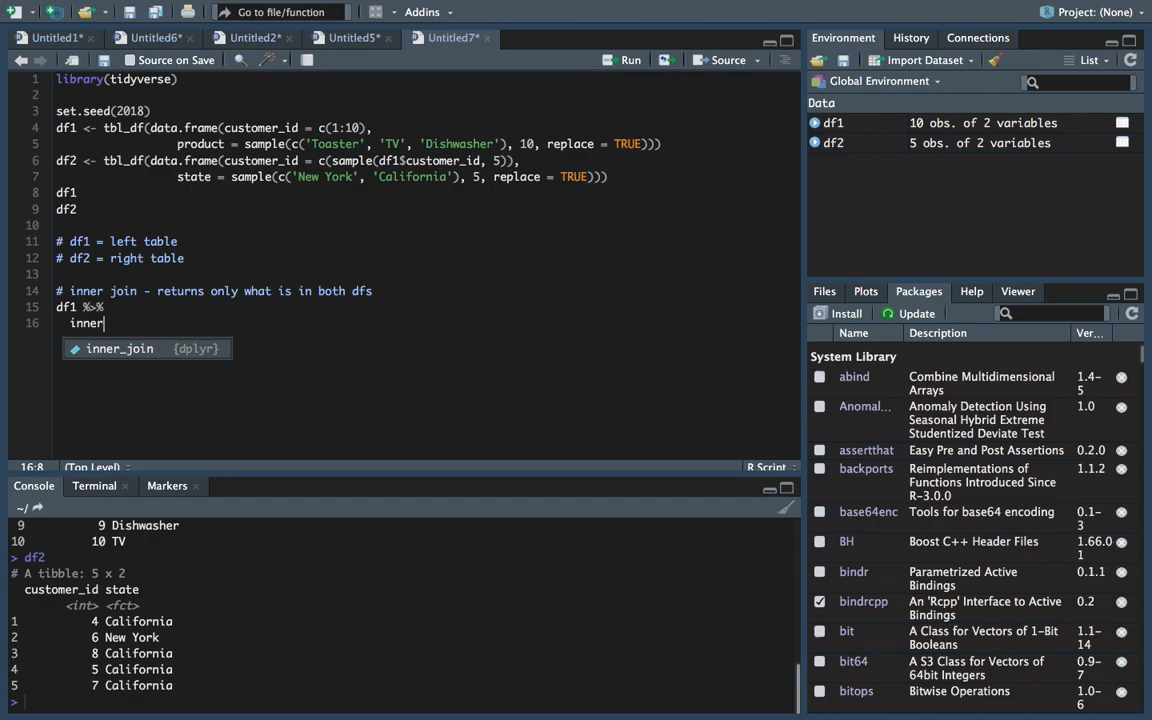 Go to file/function
Addins
Project: (None)
Untitled1*
Untitled6*
Untitled2*
Untitled5*
Untitled7*
Source on Save
Run
Source
1 library(tidyverse)
2
3 set.seed(2018)
4 df1 <- tbl_df(data.frame(customer_id = c(1:10),
5 product = sample(c('Toaster', 'TV', 'Dishwasher'), 10, replace = TRUE)))
6 df2 <- tbl_df(data.frame(customer_id = c(sample(df1$customer_id, 5)),
7 state = sample(c('New York', 'California'), 5, replace = TRUE)))
8 df1
9 df2
10
11 # df1 = left table
12 # df2 = right table
13
14 # inner join - returns only what is in both dfs
15 df1 %>%
16 inner
inner_join {dplyr}
16:8 (Top Level) R Script
Console Terminal Markers
~/
9 9 Dishwasher
10 10 TV
> df2
# A tibble: 5 x 2
customer_id state
<int> <fct>
1 4 California
2 6 New York
3 8 California
4 5 California
5 7 California
>
Environment History Connections
Import Dataset List
Global Environment
Data
df1 10 obs. of 2 variables
df2 5 obs. of 2 variables
Files Plots Packages Help Viewer
Install Update
Name Description Ver...
System Library
abind Combine Multidimensional 1.4-
Arrays 5
Anomal... Anomaly Detection Using 1.0
Seasonal Hybrid Extreme
Studentized Deviate Test
assertthat Easy Pre and Post Assertions 0.2.0
backports Reimplementations of 1.1.2
Functions Introduced Since
R-3.0.0
base64enc Tools for base64 encoding 0.1-
3
BH Boost C++ Header Files 1.66.0
1
bindr Parametrized Active 0.1.1
Bindings
bindrcpp An 'Rcpp' Interface to Active 0.2
Bindings
bit A Class for Vectors of 1-Bit 1.1-
Booleans 14
bit64 A S3 Class for Vectors of 0.9-
64bit Integers 7
bitops Bitwise Operations 1.0-
6